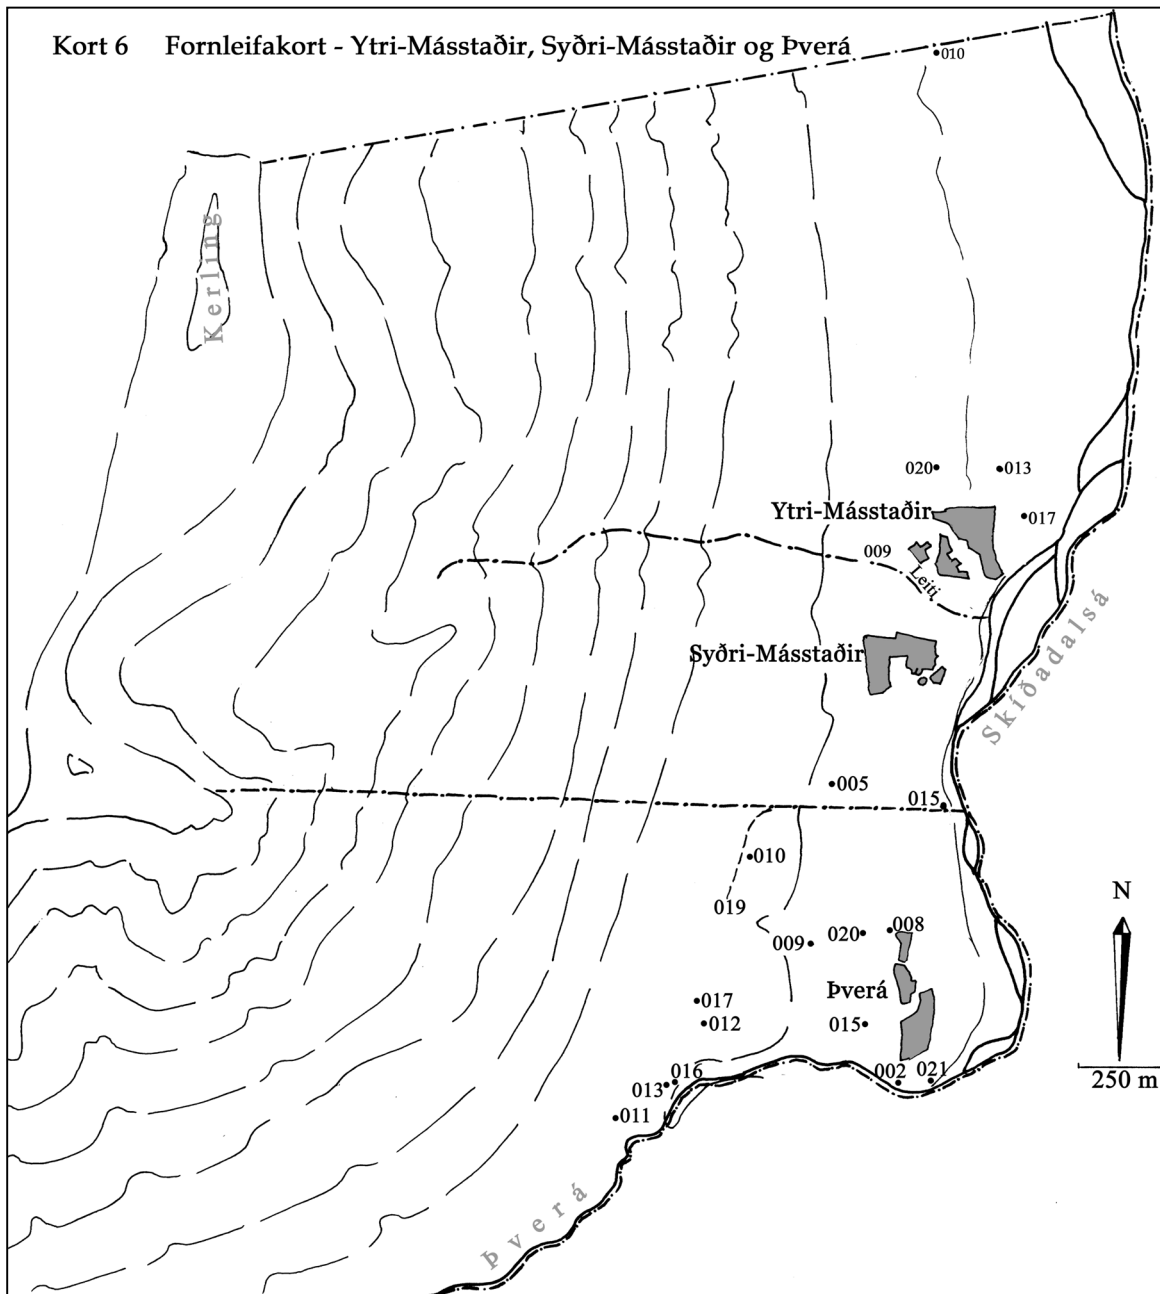 Kort 6 Fornleifakort - Ytri-Másstaðir, Syðri-Másstaðir og Þverá
010
Kerling
020
013
Ytri-Másstaðir
017
009
Leiti
Syðri-Másstaðir
Skíðadalsá
005
015
010
019
009
020
008
Þverá
017
012
015
N
250 m
016
013
002
021
011
Þverá